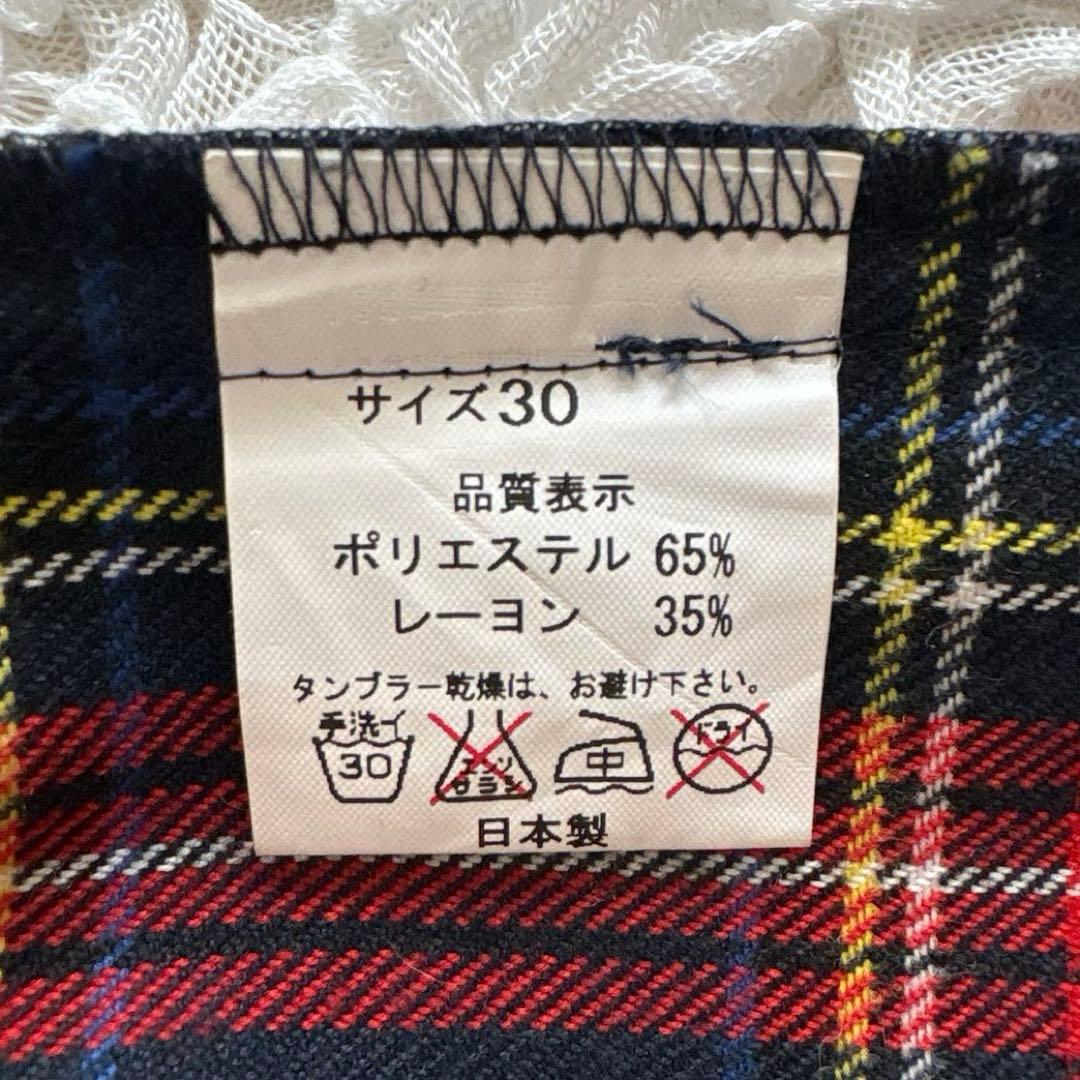 サイズ30
品質表示
ポリエステル 65%
レーヨン 35%
タンブラー乾燥は、お避け下さい。
手洗イ
30
エンソ
サラシ
中
ドライ
日本製